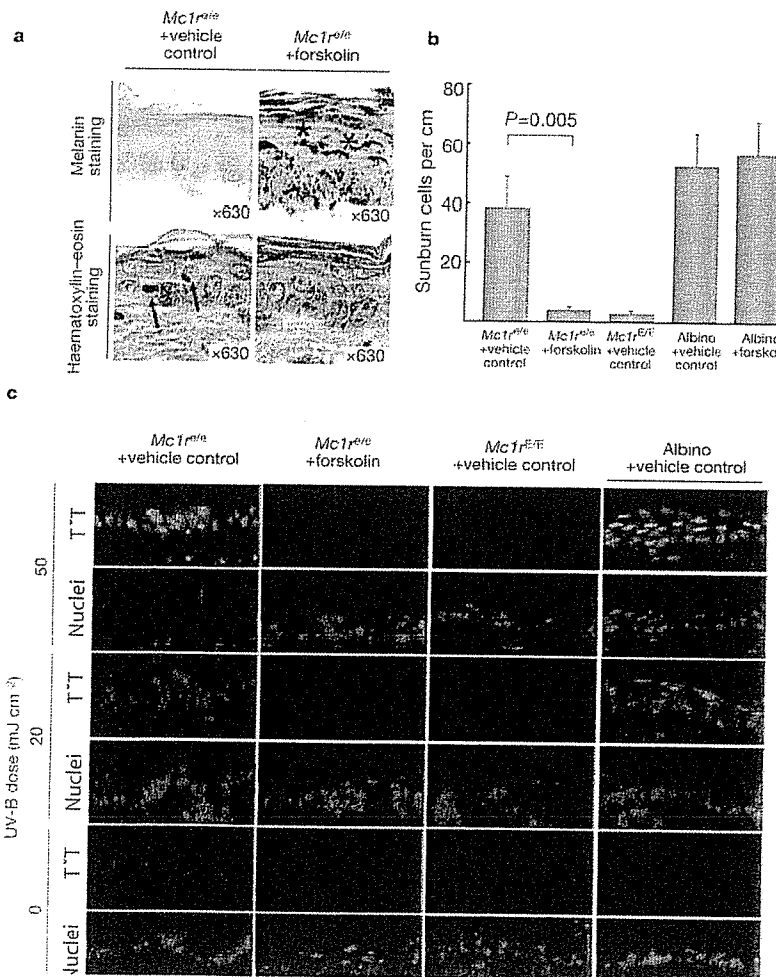 a
Mc1r^e/e
+vehicle
control
Mc1r^e/e
+forskolin
Melanin
staining
×630
×630
Haematoxylin–eosin
staining
×630
×630
b
Sunburn cells per cm
80
60
40
20
P=0.005
Mc1r^e/e
+vehicle
control
Mc1r^e/e
+forskolin
Mc1r^E/E
+vehicle
control
Albino
+vehicle
control
Albino
+forsko
c
Mc1r^e/e
+vehicle control
Mc1r^e/e
+forskolin
Mc1r^E/E
+vehicle control
Albino
+vehicle control
UV-B dose (mJ cm⁻²)
50
T^T
Nuclei
20
T^T
Nuclei
0
T^T
Nuclei